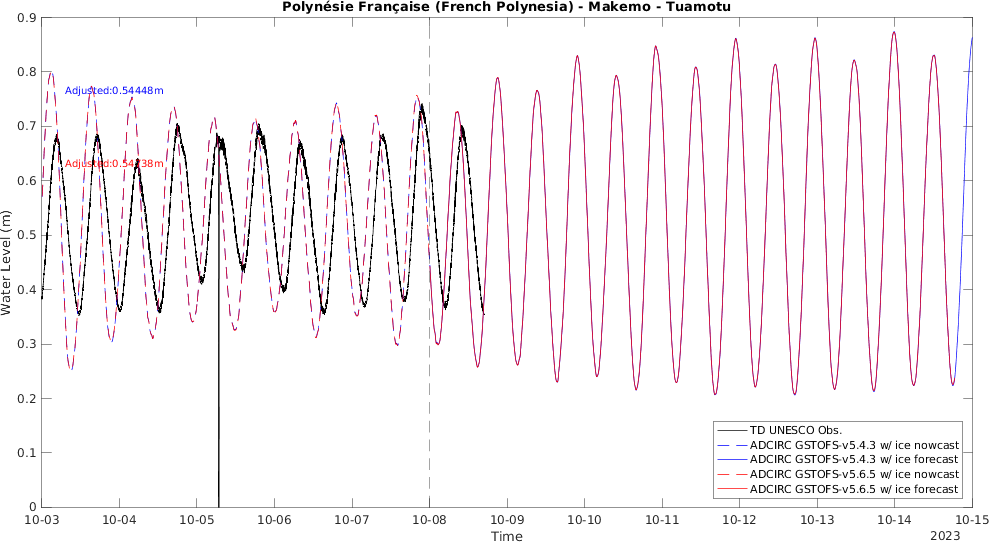 Polynésie Française (French Polynesia) - Makemo - Tuamotu
0.9
0.8
0.7
0.6
0.5
0.4
0.3
0.2
0.1
0
Water Level (m)
Adjusted:0.54448m
TD UNESCO Obs.
ADCIRC GSTOFS-v5.4.3 w/ ice nowcast
ADCIRC GSTOFS-v5.4.3 w/ ice forecast
ADCIRC GSTOFS-v5.6.5 w/ ice nowcast
ADCIRC GSTOFS-v5.6.5 w/ ice forecast
10-03 10-04 10-05 10-06 10-07 10-08 10-09 10-10 10-11 10-12 10-13 10-14 10-15
Time
2023